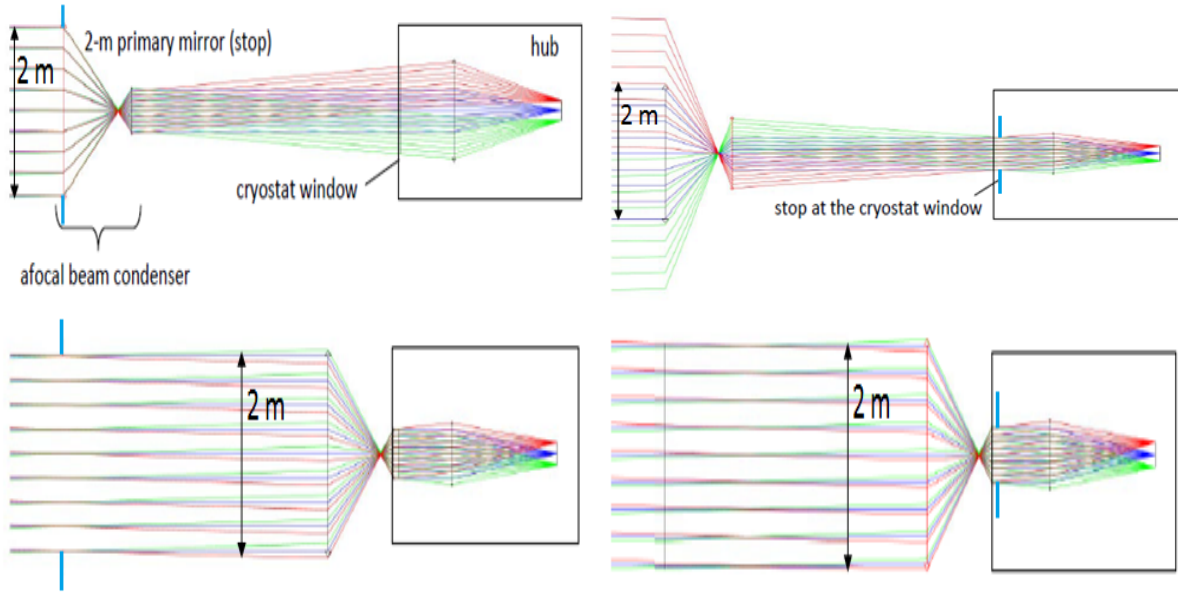 2-m primary mirror (stop)
hub
2 m
cryostat window
afocal beam condenser
2 m
stop at the cryostat window
2 m
2 m